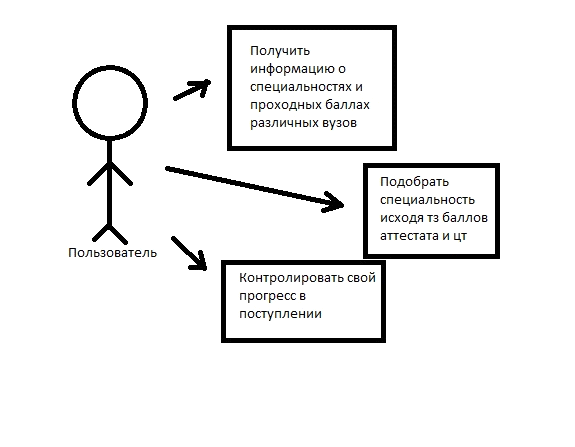 Получить
информацию о
специальностях и
проходных баллах
различных вузов
Подобрать
специальность
исходя тз баллов
аттестата и цт
Пользователь
Контролировать свой
прогресс в
поступлении